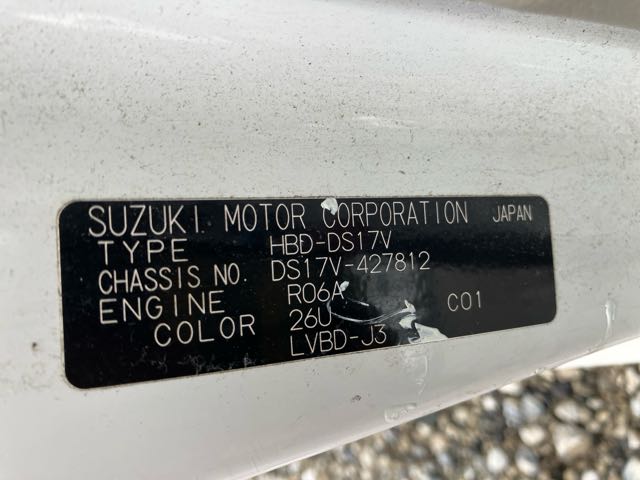 SUZUKI MOTOR CORPORATION JAPAN
TYPE HBD-DS17V
CHASSIS NO. DS17V-427812
ENGINE R06A
COLOR 26U C01
LVBD-J3